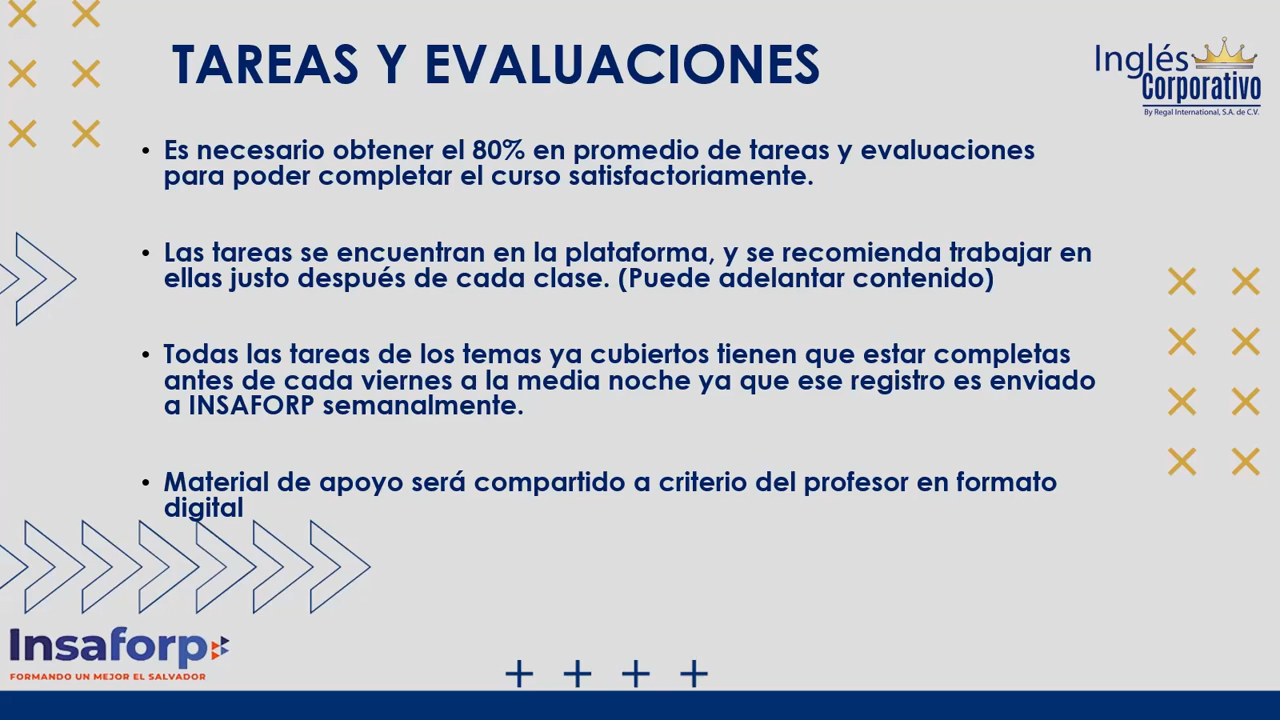 TAREAS Y EVALUACIONES
Inglés
Corporativo
By Regal International, S.A. de C.V.
• Es necesario obtener el 80% en promedio de tareas y evaluaciones
para poder completar el curso satisfactoriamente.
• Las tareas se encuentran en la plataforma, y se recomienda trabajar en
ellas justo después de cada clase. (Puede adelantar contenido)
• Todas las tareas de los temas ya cubiertos tienen que estar completas
antes de cada viernes a la media noche ya que ese registro es enviado
a INSAFORP semanalmente.
• Material de apoyo será compartido a criterio del profesor en formato
digital
Insaforp
FORMANDO UN MEJOR EL SALVADOR